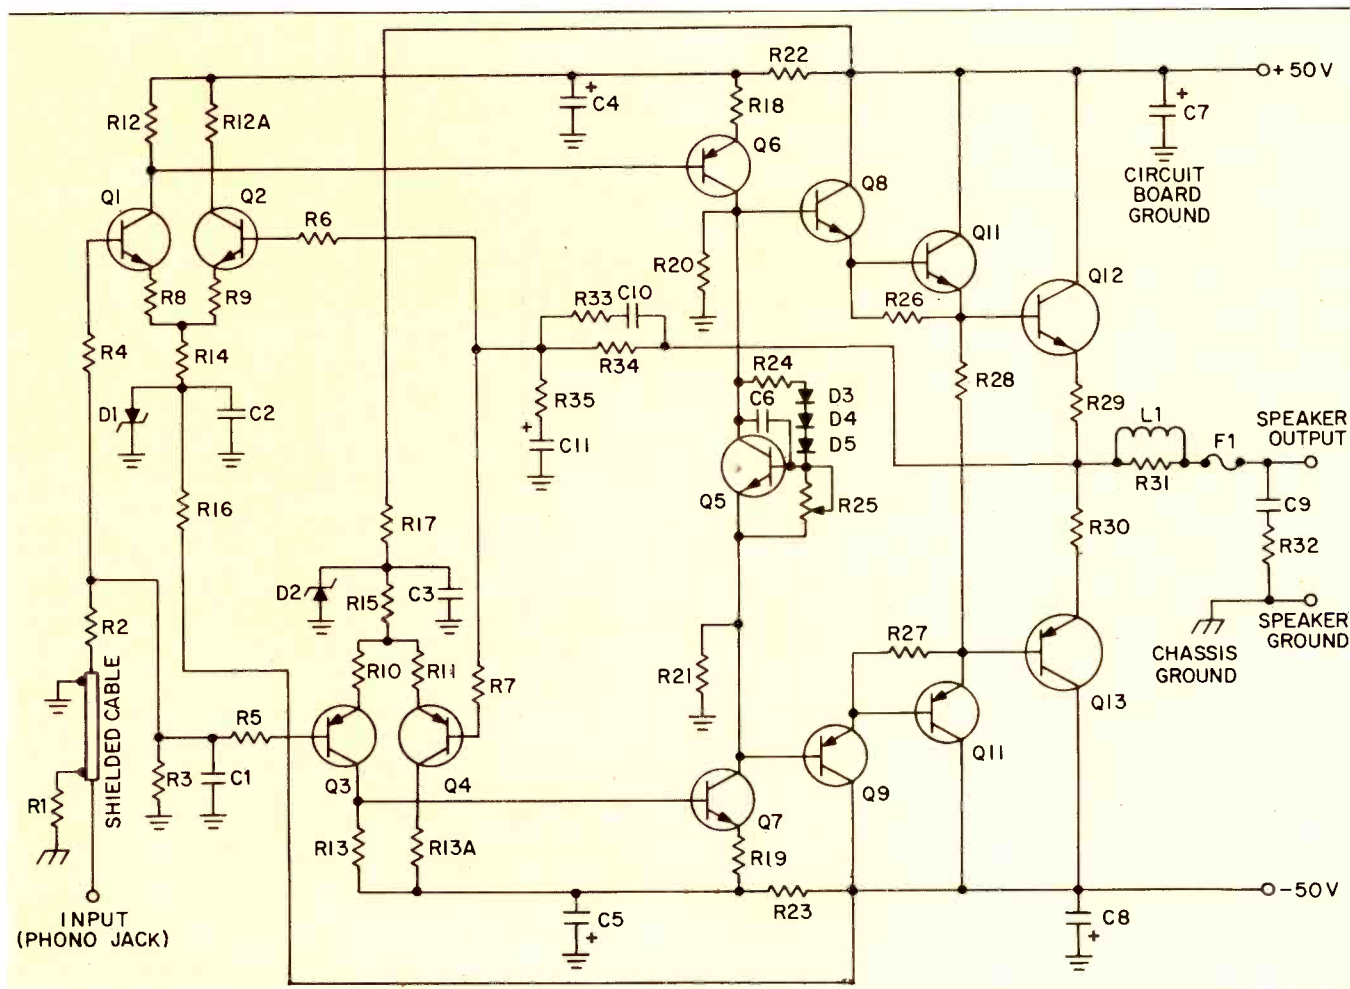 R22
+50V
R12
R12A
+
C4
R18
+
C7
Q6
CIRCUIT
BOARD
GROUND
Q1
Q2
R6
Q8
Q11
R8
R9
R20
R33
C10
R26
Q12
R4
R14
R34
R24
R28
D1
C2
R35
C6
D3
D4
D5
R29
L1
F1
SPEAKER
OUTPUT
+
C11
R31
R16
R17
Q5
R25
R30
C9
R32
D2
R15
C3
R2
SPEAKER
GROUND
R10
R11
R7
R21
R27
CHASSIS
GROUND
Q13
SHIELDED CABLE
R5
R3
C1
R1
Q3
Q4
Q7
Q9
Q11
R13
R13A
R19
R23
-50V
INPUT
(PHONO JACK)
C5
+
C8
+